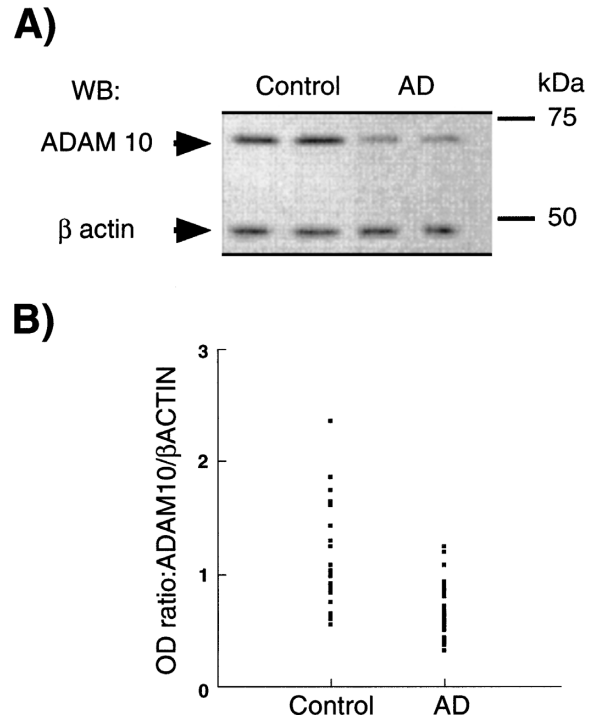 A)
WB:
Control AD
kDa
75
ADAM 10
β actin
50
B)
OD ratio:ADAM10/βACTIN
3
2
1
0
Control AD